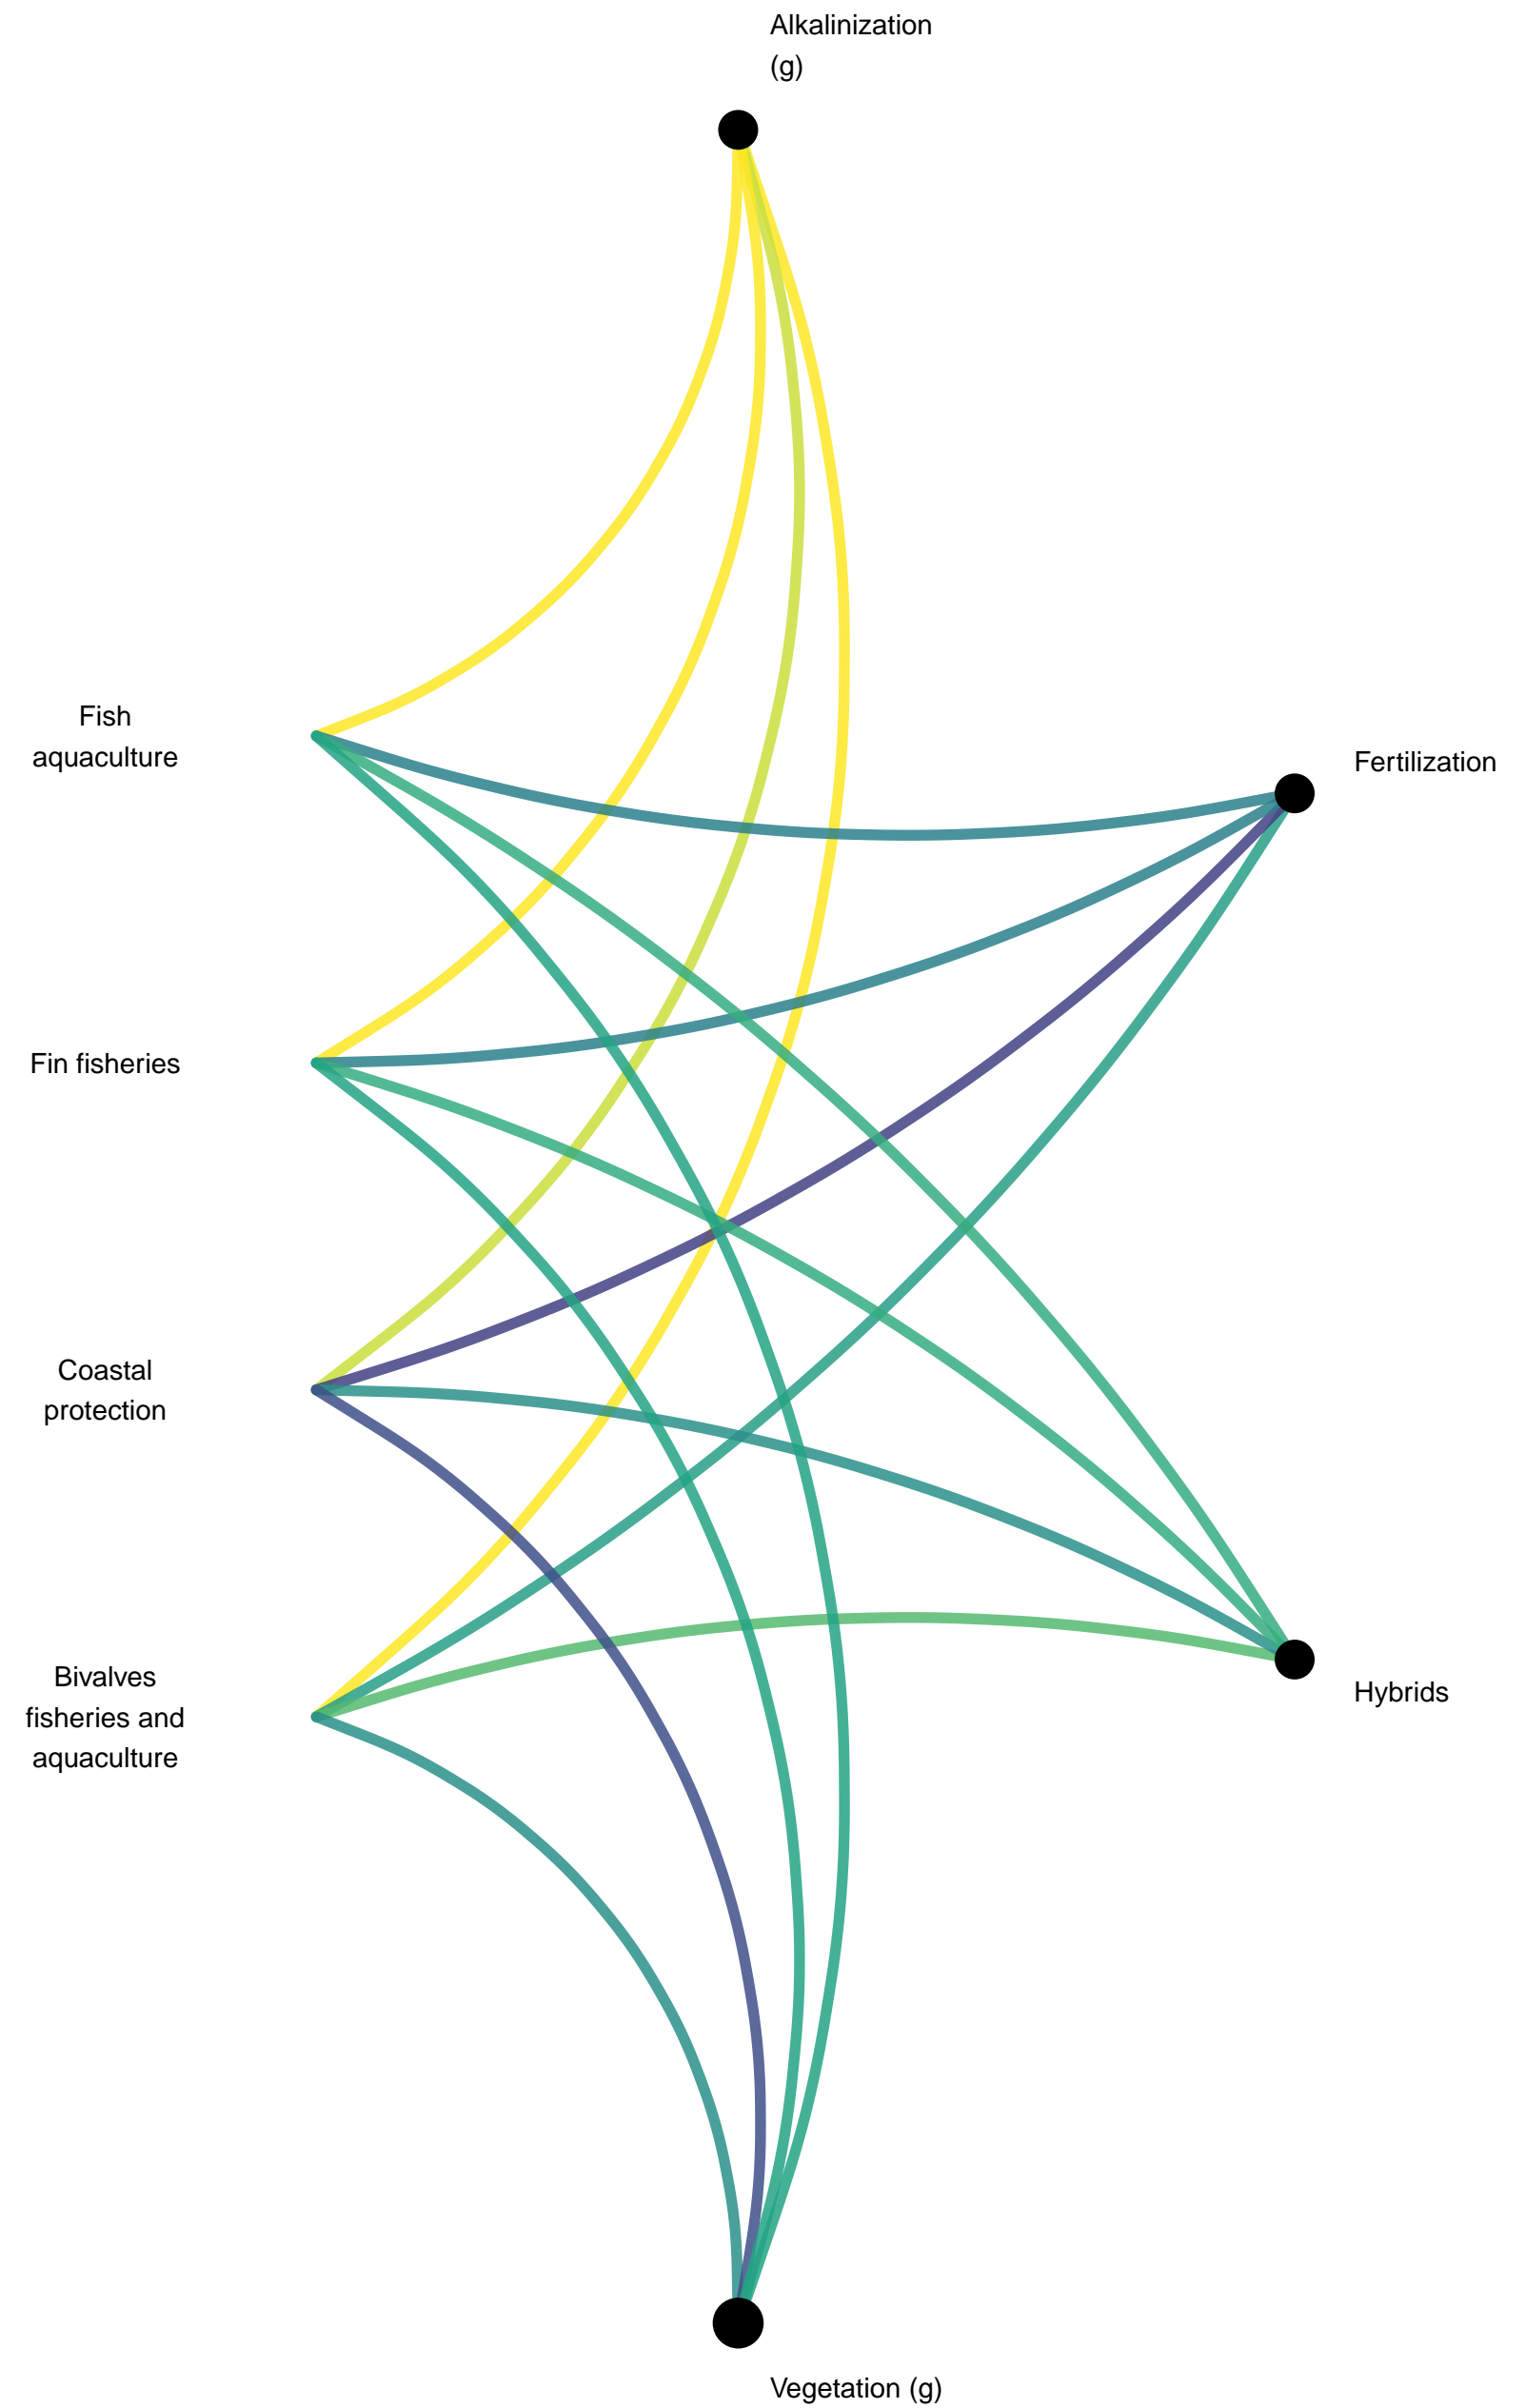 Alkalinization
(g)
Fish
aquaculture
Fertilization
Fin fisheries
Coastal
protection
Bivalves
fisheries and
aquaculture
Hybrids
Vegetation (g)